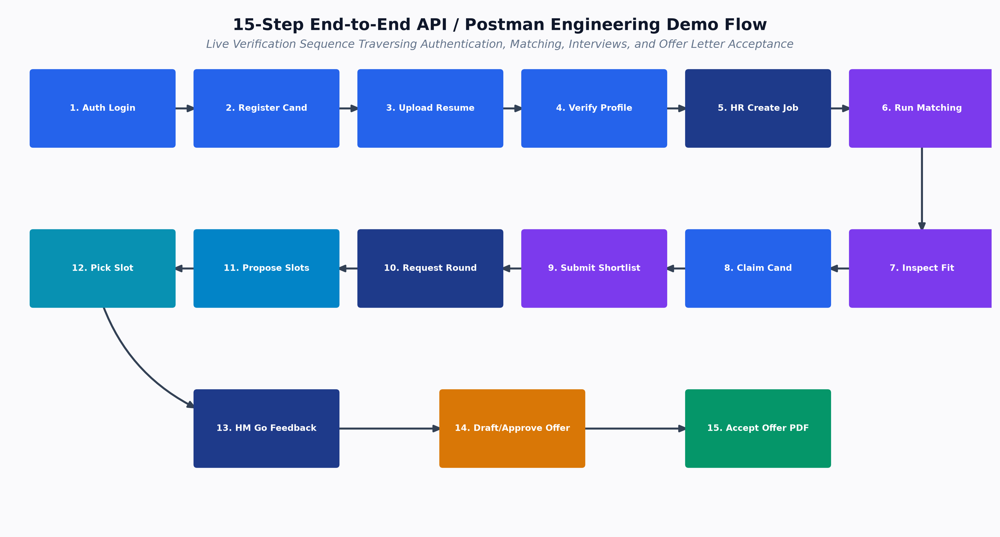 15-Step End-to-End API / Postman Engineering Demo Flow
Live Verification Sequence Traversing Authentication, Matching, Interviews, and Offer Letter Acceptance
1. Auth Login
2. Register Cand
3. Upload Resume
4. Verify Profile
5. HR Create Job
6. Run Matching
7. Inspect Fit
8. Claim Cand
9. Submit Shortlist
10. Request Round
11. Propose Slots
12. Pick Slot
13. HM Go Feedback
14. Draft/Approve Offer
15. Accept Offer PDF